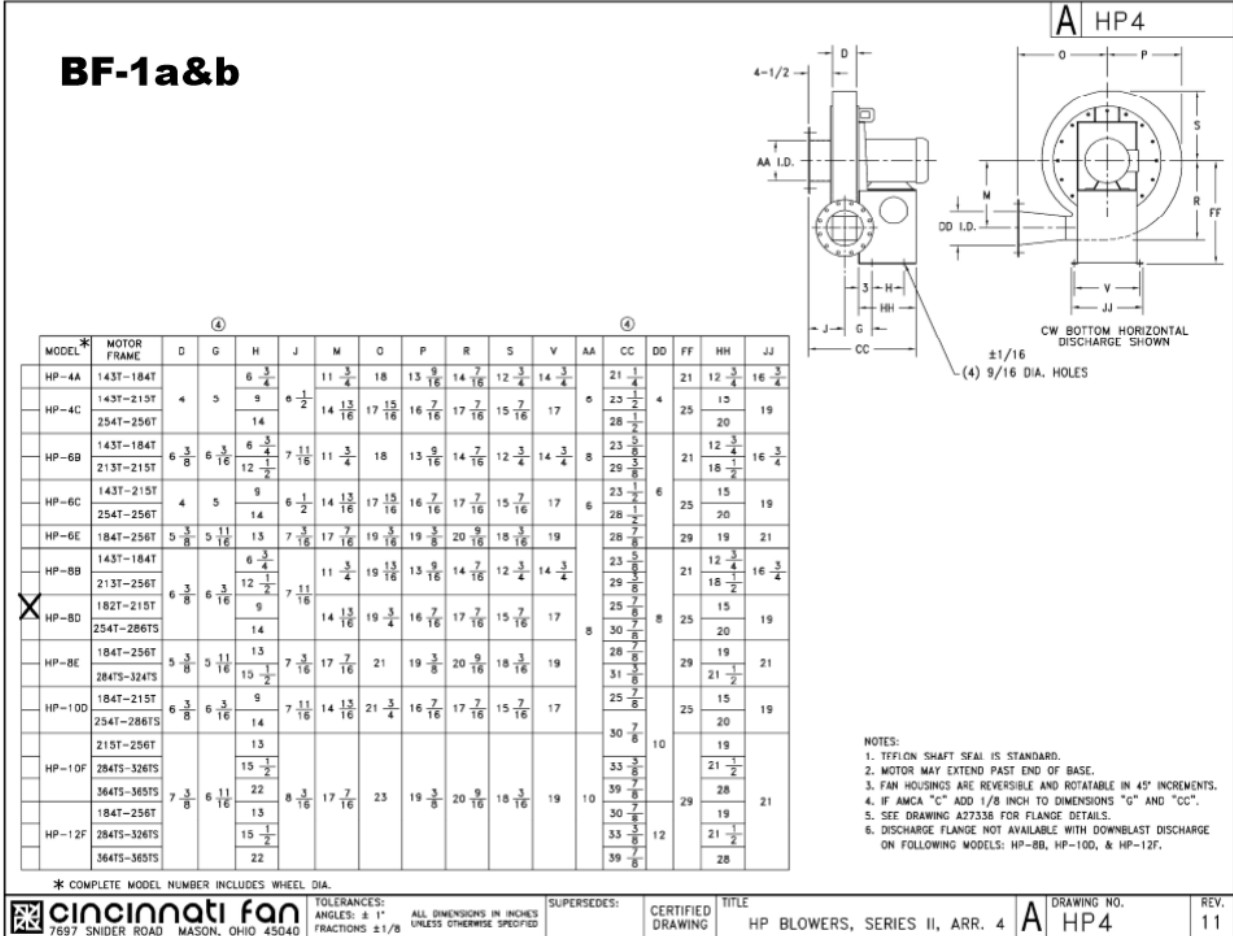 A HP4
BF-1a&b
D
4-1/2
AA I.D.
3 H
HH
J G
CC
O P
S
M
R
FF
DD I.D.
V
JJ
CW BOTTOM HORIZONTAL
DISCHARGE SHOWN
±1/16
(4) 9/16 DIA. HOLES
④ ④
MODEL* MOTOR FRAME D G H J M O P R S V AA CC DD FF HH JJ
HP-4A 143T-184T 4 5 6 3/4 6 1/2 11 3/4 18 13 9/16 14 7/16 12 3/4 14 3/4 6 21 1/4 4 21 12 3/4 16 3/4
HP-4C 143T-215T 9 14 13/16 17 15/16 16 7/16 17 7/16 15 7/16 17 23 1/2 25 15 19
254T-256T 14 28 1/2 20
HP-6B 143T-184T 6 3/8 6 3/16 6 3/4 7 11/16 11 3/4 18 13 9/16 14 7/16 12 3/4 14 3/4 8 23 5/8 6 21 12 3/4 16 3/4
213T-215T 12 1/2 29 3/8 18 1/2
HP-6C 143T-215T 4 5 9 6 1/2 14 13/16 17 15/16 16 7/16 17 7/16 15 7/16 17 6 23 1/2 25 15 19
254T-256T 14 28 1/2 20
HP-6E 184T-256T 5 3/8 5 11/16 13 7 3/16 17 7/16 19 3/16 19 3/8 20 9/16 18 3/16 19 8 28 7/8 29 19 21
HP-8B 143T-184T 6 3/8 6 3/16 6 3/4 7 11/16 11 3/4 19 13/16 13 9/16 14 7/16 12 3/4 14 3/4 23 5/8 8 21 12 3/4 16 3/4
213T-256T 12 1/2 29 3/8 18 1/2
X HP-8D 182T-215T 9 14 13/16 19 3/4 16 7/16 17 7/16 15 7/16 17 25 7/8 25 15 19
254T-286TS 14 30 7/8 20
HP-8E 184T-256T 5 3/8 5 11/16 13 7 3/16 17 7/16 21 19 3/8 20 9/16 18 3/16 19 28 7/8 29 19 21
284TS-324TS 15 1/2 31 3/8 21 1/2
HP-10D 184T-215T 6 3/8 6 3/16 9 7 11/16 14 13/16 21 3/4 16 7/16 17 7/16 15 7/16 17 25 7/8 10 25 15 19
254T-286TS 14 30 7/8 20
HP-10F 215T-256T 7 3/8 6 11/16 13 8 3/16 17 7/16 23 19 3/8 20 9/16 18 3/16 19 10 29 19 21
284TS-326TS 15 1/2 33 3/8 21 1/2
364TS-365TS 22 39 7/8 28
HP-12F 184T-256T 13 30 7/8 12 19
284TS-326TS 15 1/2 33 3/8 21 1/2
364TS-365TS 22 39 7/8 28
* COMPLETE MODEL NUMBER INCLUDES WHEEL DIA.
NOTES:
1. TEFLON SHAFT SEAL IS STANDARD.
2. MOTOR MAY EXTEND PAST END OF BASE.
3. FAN HOUSINGS ARE REVERSIBLE AND ROTATABLE IN 45° INCREMENTS.
4. IF AMCA "C" ADD 1/8 INCH TO DIMENSIONS "G" AND "CC".
5. SEE DRAWING A27338 FOR FLANGE DETAILS.
6. DISCHARGE FLANGE NOT AVAILABLE WITH DOWNBLAST DISCHARGE
ON FOLLOWING MODELS: HP-8B, HP-10D, & HP-12F.
cincinnati fan
7697 SNIDER ROAD MASON, OHIO 45040
TOLERANCES:
ANGLES: ± 1°
FRACTIONS ±1/8
ALL DIMENSIONS IN INCHES
UNLESS OTHERWISE SPECIFIED
SUPERSEDES:
CERTIFIED
DRAWING
TITLE
HP BLOWERS, SERIES II, ARR. 4
A
DRAWING NO.
HP4
REV.
11